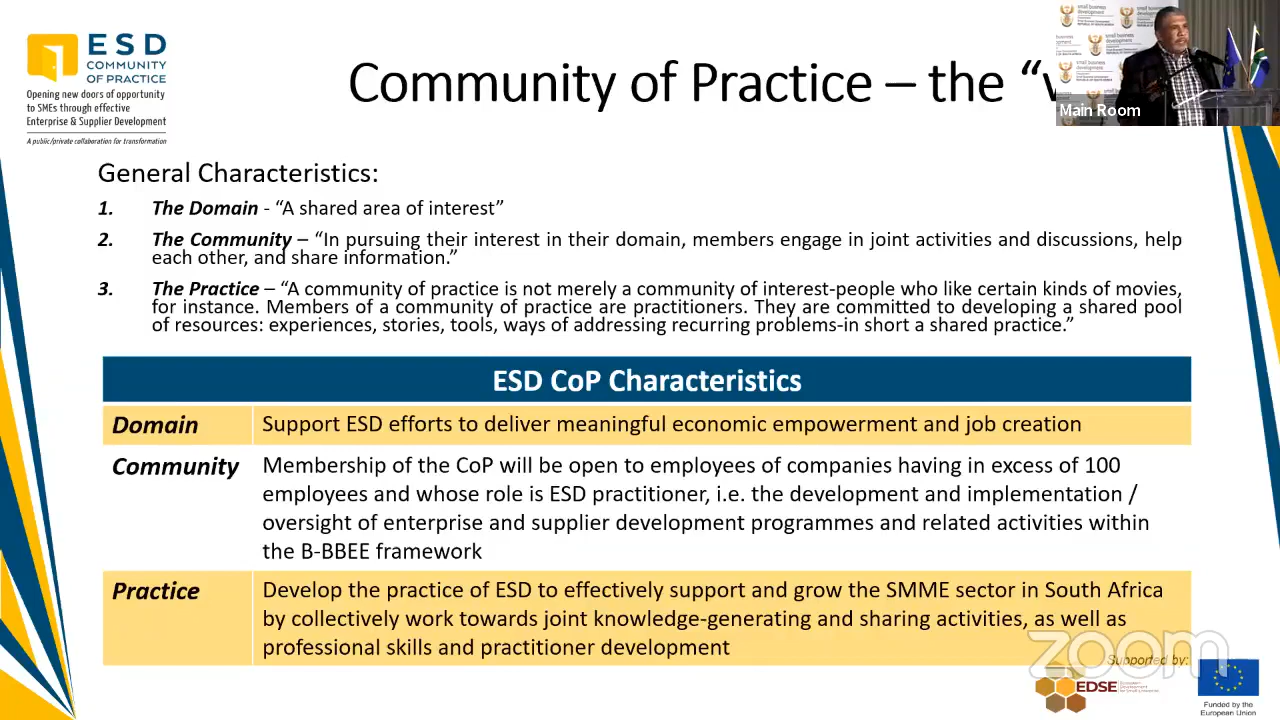 ESD
COMMUNITY
OF PRACTICE
Opening new doors of opportunity
to SMEs through effective
Enterprise & Supplier Development
A public/private collaboration for transformation
Community of Practice – the “
small business
development
Main Room
General Characteristics:
1. The Domain - “A shared area of interest”
2. The Community – “In pursuing their interest in their domain, members engage in joint activities and discussions, help
each other, and share information.”
3. The Practice – “A community of practice is not merely a community of interest-people who like certain kinds of movies,
for instance. Members of a community of practice are practitioners. They are committed to developing a shared pool
of resources: experiences, stories, tools, ways of addressing recurring problems-in short a shared practice.”
ESD CoP Characteristics
Domain Support ESD efforts to deliver meaningful economic empowerment and job creation
Community Membership of the CoP will be open to employees of companies having in excess of 100
employees and whose role is ESD practitioner, i.e. the development and implementation /
oversight of enterprise and supplier development programmes and related activities within
the B-BBEE framework
Practice Develop the practice of ESD to effectively support and grow the SMME sector in South Africa
by collectively work towards joint knowledge-generating and sharing activities, as well as
professional skills and practitioner development
zoom
Supported by:
EDSE
Funded by the
European Union